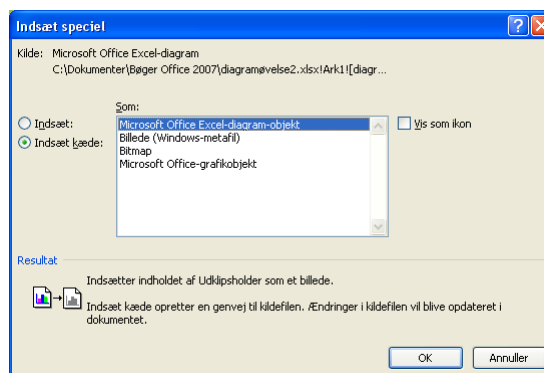 Indsæt speciel
Kilde: Microsoft Office Excel-diagram
C:\Dokumenter\Bøger Office 2007\diagramøvelse2.xlsx!Ark1![diagr...
Som:
Indsæt:
Indsæt kæde:
Microsoft Office Excel-diagram-objekt
Billede (Windows-metafil)
Bitmap
Microsoft Office-grafikobjekt
Vis som ikon
Resultat
Indsætter indholdet af Udklipsholder som et billede.
Indsæt kæde opretter en genvej til kildefilen. Ændringer i kildefilen vil blive opdateret i
dokumentet.
OK
Annuller